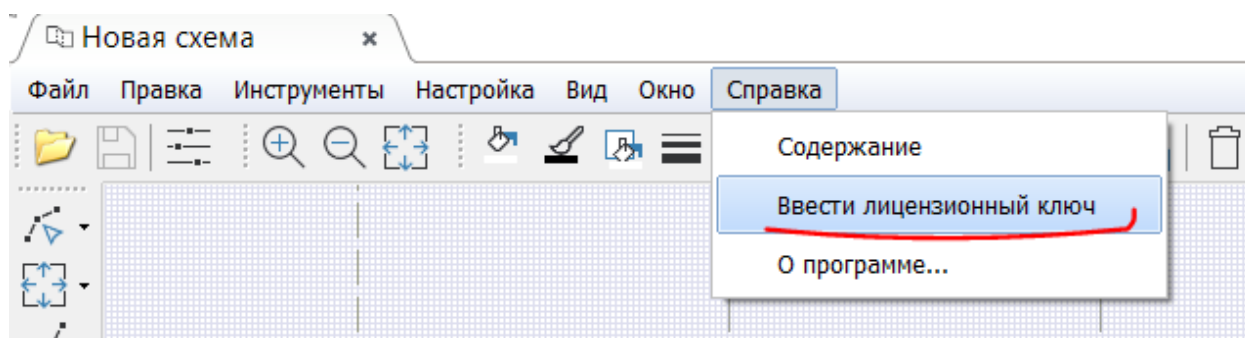 Новая схема
Файл Правка Инструменты Настройка Вид Окно Справка
Содержание
Ввести лицензионный ключ
О программе...